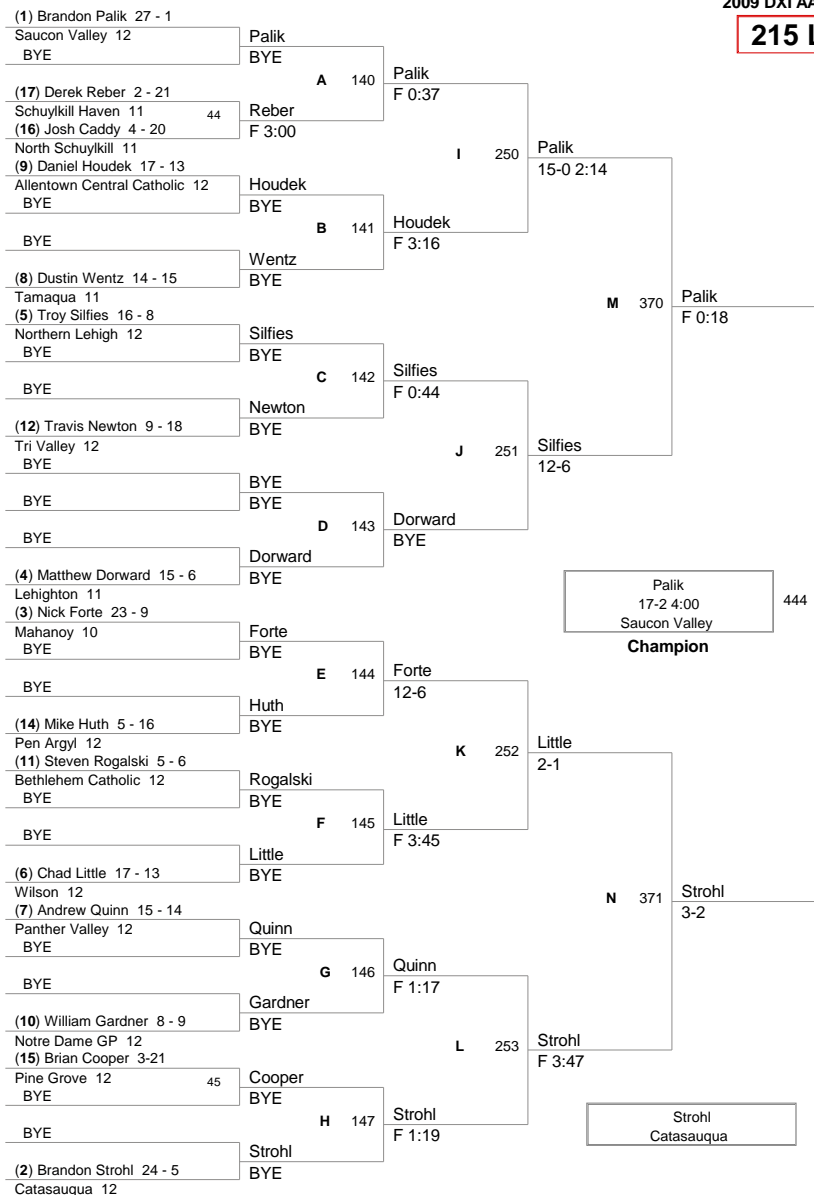 2009 DXI AA
215 L
(1) Brandon Palik 27 - 1
Saucon Valley 12
BYE
(17) Derek Reber 2 - 21
Schuylkill Haven 11
44
(16) Josh Caddy 4 - 20
North Schuylkill 11
(9) Daniel Houdek 17 - 13
Allentown Central Catholic 12
BYE
BYE
(8) Dustin Wentz 14 - 15
Tamaqua 11
(5) Troy Silfies 16 - 8
Northern Lehigh 12
BYE
BYE
(12) Travis Newton 9 - 18
Tri Valley 12
BYE
BYE
BYE
(4) Matthew Dorward 15 - 6
Lehighton 11
(3) Nick Forte 23 - 9
Mahanoy 10
BYE
BYE
(14) Mike Huth 5 - 16
Pen Argyl 12
(11) Steven Rogalski 5 - 6
Bethlehem Catholic 12
BYE
BYE
(6) Chad Little 17 - 13
Wilson 12
(7) Andrew Quinn 15 - 14
Panther Valley 12
BYE
BYE
(10) William Gardner 8 - 9
Notre Dame GP 12
(15) Brian Cooper 3-21
Pine Grove 12
45
BYE
BYE
(2) Brandon Strohl 24 - 5
Catasauqua 12
Palik
BYE
A 140
Reber
F 3:00
Houdek
BYE
B 141
Wentz
BYE
Silfies
BYE
C 142
Newton
BYE
BYE
BYE
D 143
Dorward
BYE
Forte
BYE
E 144
Huth
BYE
Rogalski
BYE
F 145
Little
BYE
Quinn
BYE
G 146
Gardner
BYE
Cooper
BYE
H 147
Strohl
BYE
Palik
F 0:37
I 250
Houdek
F 3:16
Silfies
F 0:44
J 251
Dorward
BYE
Forte
12-6
K 252
Little
F 3:45
Quinn
F 1:17
L 253
Strohl
F 1:19
Palik
15-0 2:14
M 370
Silfies
12-6
Little
2-1
N 371
Strohl
F 3:47
Palik
F 0:18
Palik
17-2 4:00
Saucon Valley
444
Champion
Strohl
3-2
Strohl
Catasauqua